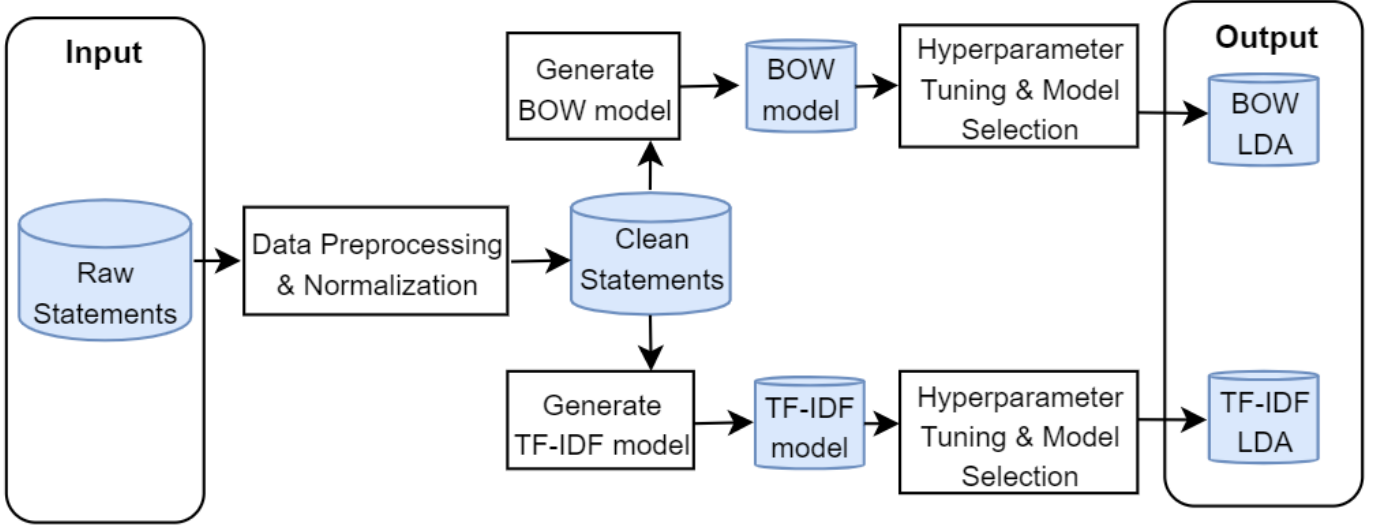 Input
Raw
Statements
Data Preprocessing
& Normalization
Clean
Statements
Generate
BOW model
BOW
model
Hyperparameter
Tuning & Model
Selection
Generate
TF-IDF model
TF-IDF
model
Hyperparameter
Tuning & Model
Selection
Output
BOW
LDA
TF-IDF
LDA